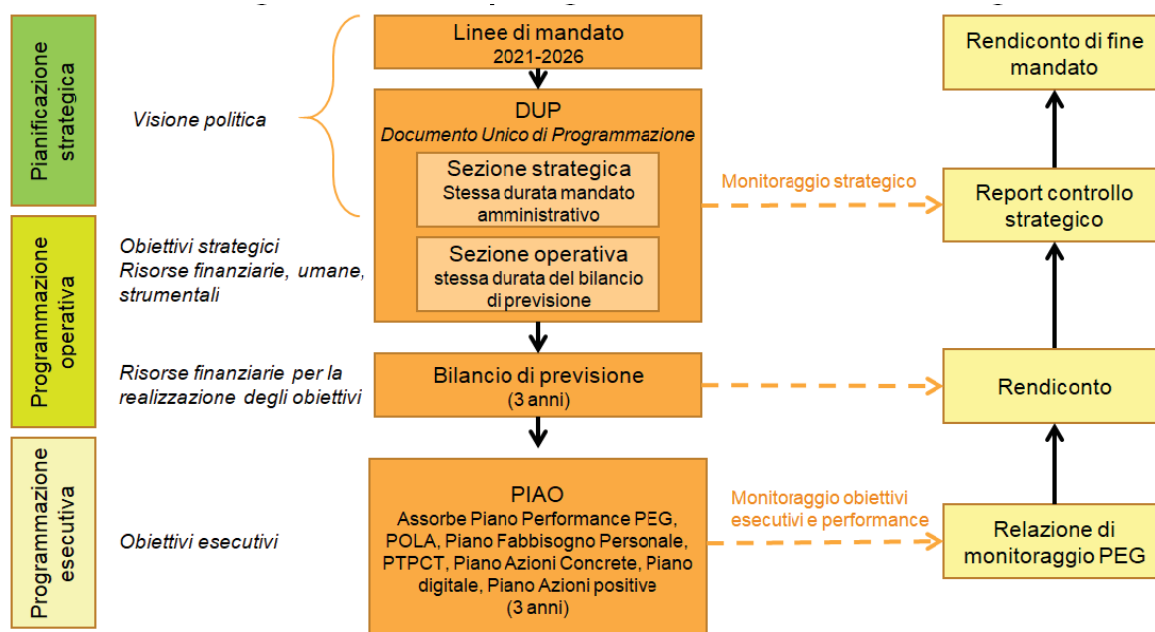 Pianificazione
strategica
Visione politica
Linee di mandato
2021-2026
DUP
Documento Unico di Programmazione
Sezione strategica
Stessa durata mandato
amministrativo
Sezione operativa
stessa durata del bilancio
di previsione
Monitoraggio strategico
Rendiconto di fine
mandato
Report controllo
strategico
Programmazione
operativa
Obiettivi strategici
Risorse finanziarie, umane,
strumentali
Risorse finanziarie per la
realizzazione degli obiettivi
Bilancio di previsione
(3 anni)
Rendiconto
Programmazione
esecutiva
Obiettivi esecutivi
PIAO
Assorbe Piano Performance PEG,
POLA, Piano Fabbisogno Personale,
PTPCT, Piano Azioni Concrete, Piano
digitale, Piano Azioni positive
(3 anni)
Monitoraggio obiettivi
esecutivi e performance
Relazione di
monitoraggio PEG